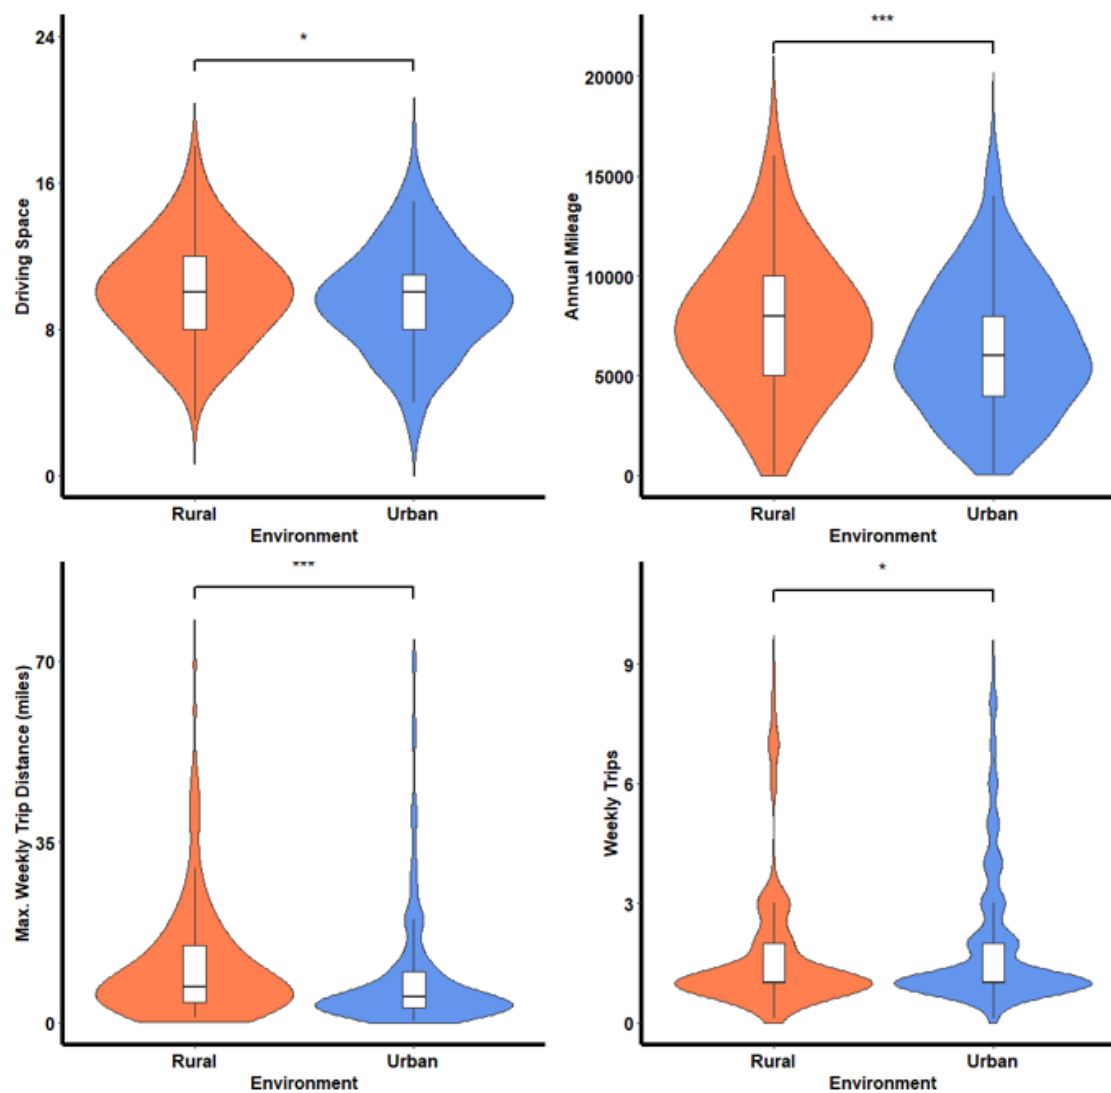 *
24
16
8
0
Driving Space
Rural
Urban
Environment
***
20000
15000
10000
5000
0
Annual Mileage
Rural
Urban
Environment
***
70
35
0
Max. Weekly Trip Distance (miles)
Rural
Urban
Environment
*
9
6
3
0
Weekly Trips
Rural
Urban
Environment